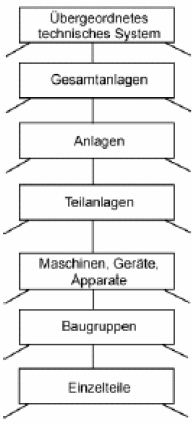 Übergeordnetes
technisches System
Gesamtanlagen
Anlagen
Teilanlagen
Maschinen, Geräte,
Apparate
Baugruppen
Einzelteile